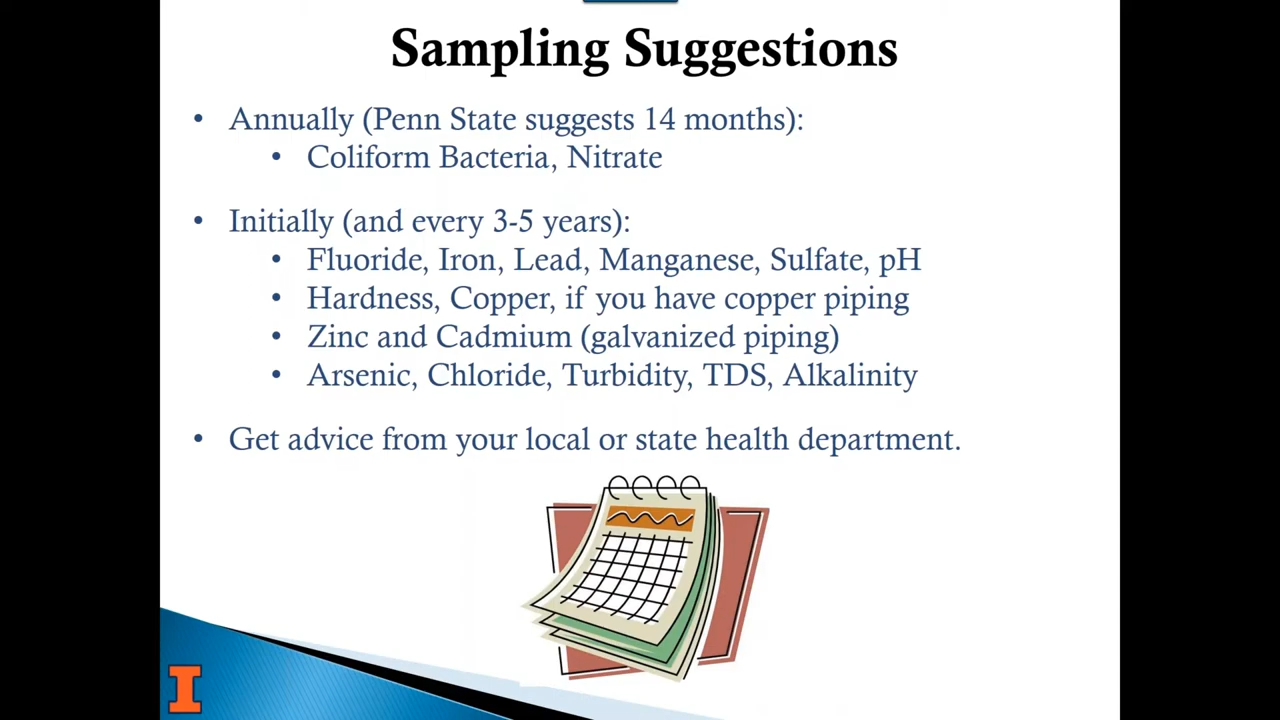 Sampling Suggestions
• Annually (Penn State suggests 14 months):
• Coliform Bacteria, Nitrate
• Initially (and every 3-5 years):
• Fluoride, Iron, Lead, Manganese, Sulfate, pH
• Hardness, Copper, if you have copper piping
• Zinc and Cadmium (galvanized piping)
• Arsenic, Chloride, Turbidity, TDS, Alkalinity
• Get advice from your local or state health department.
I